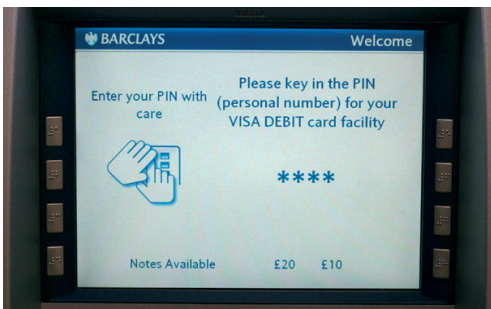 BARCLAYS
Welcome
Enter your PIN with
care
Please key in the PIN
(personal number) for your
VISA DEBIT card facility
****
Notes Available £20 £10